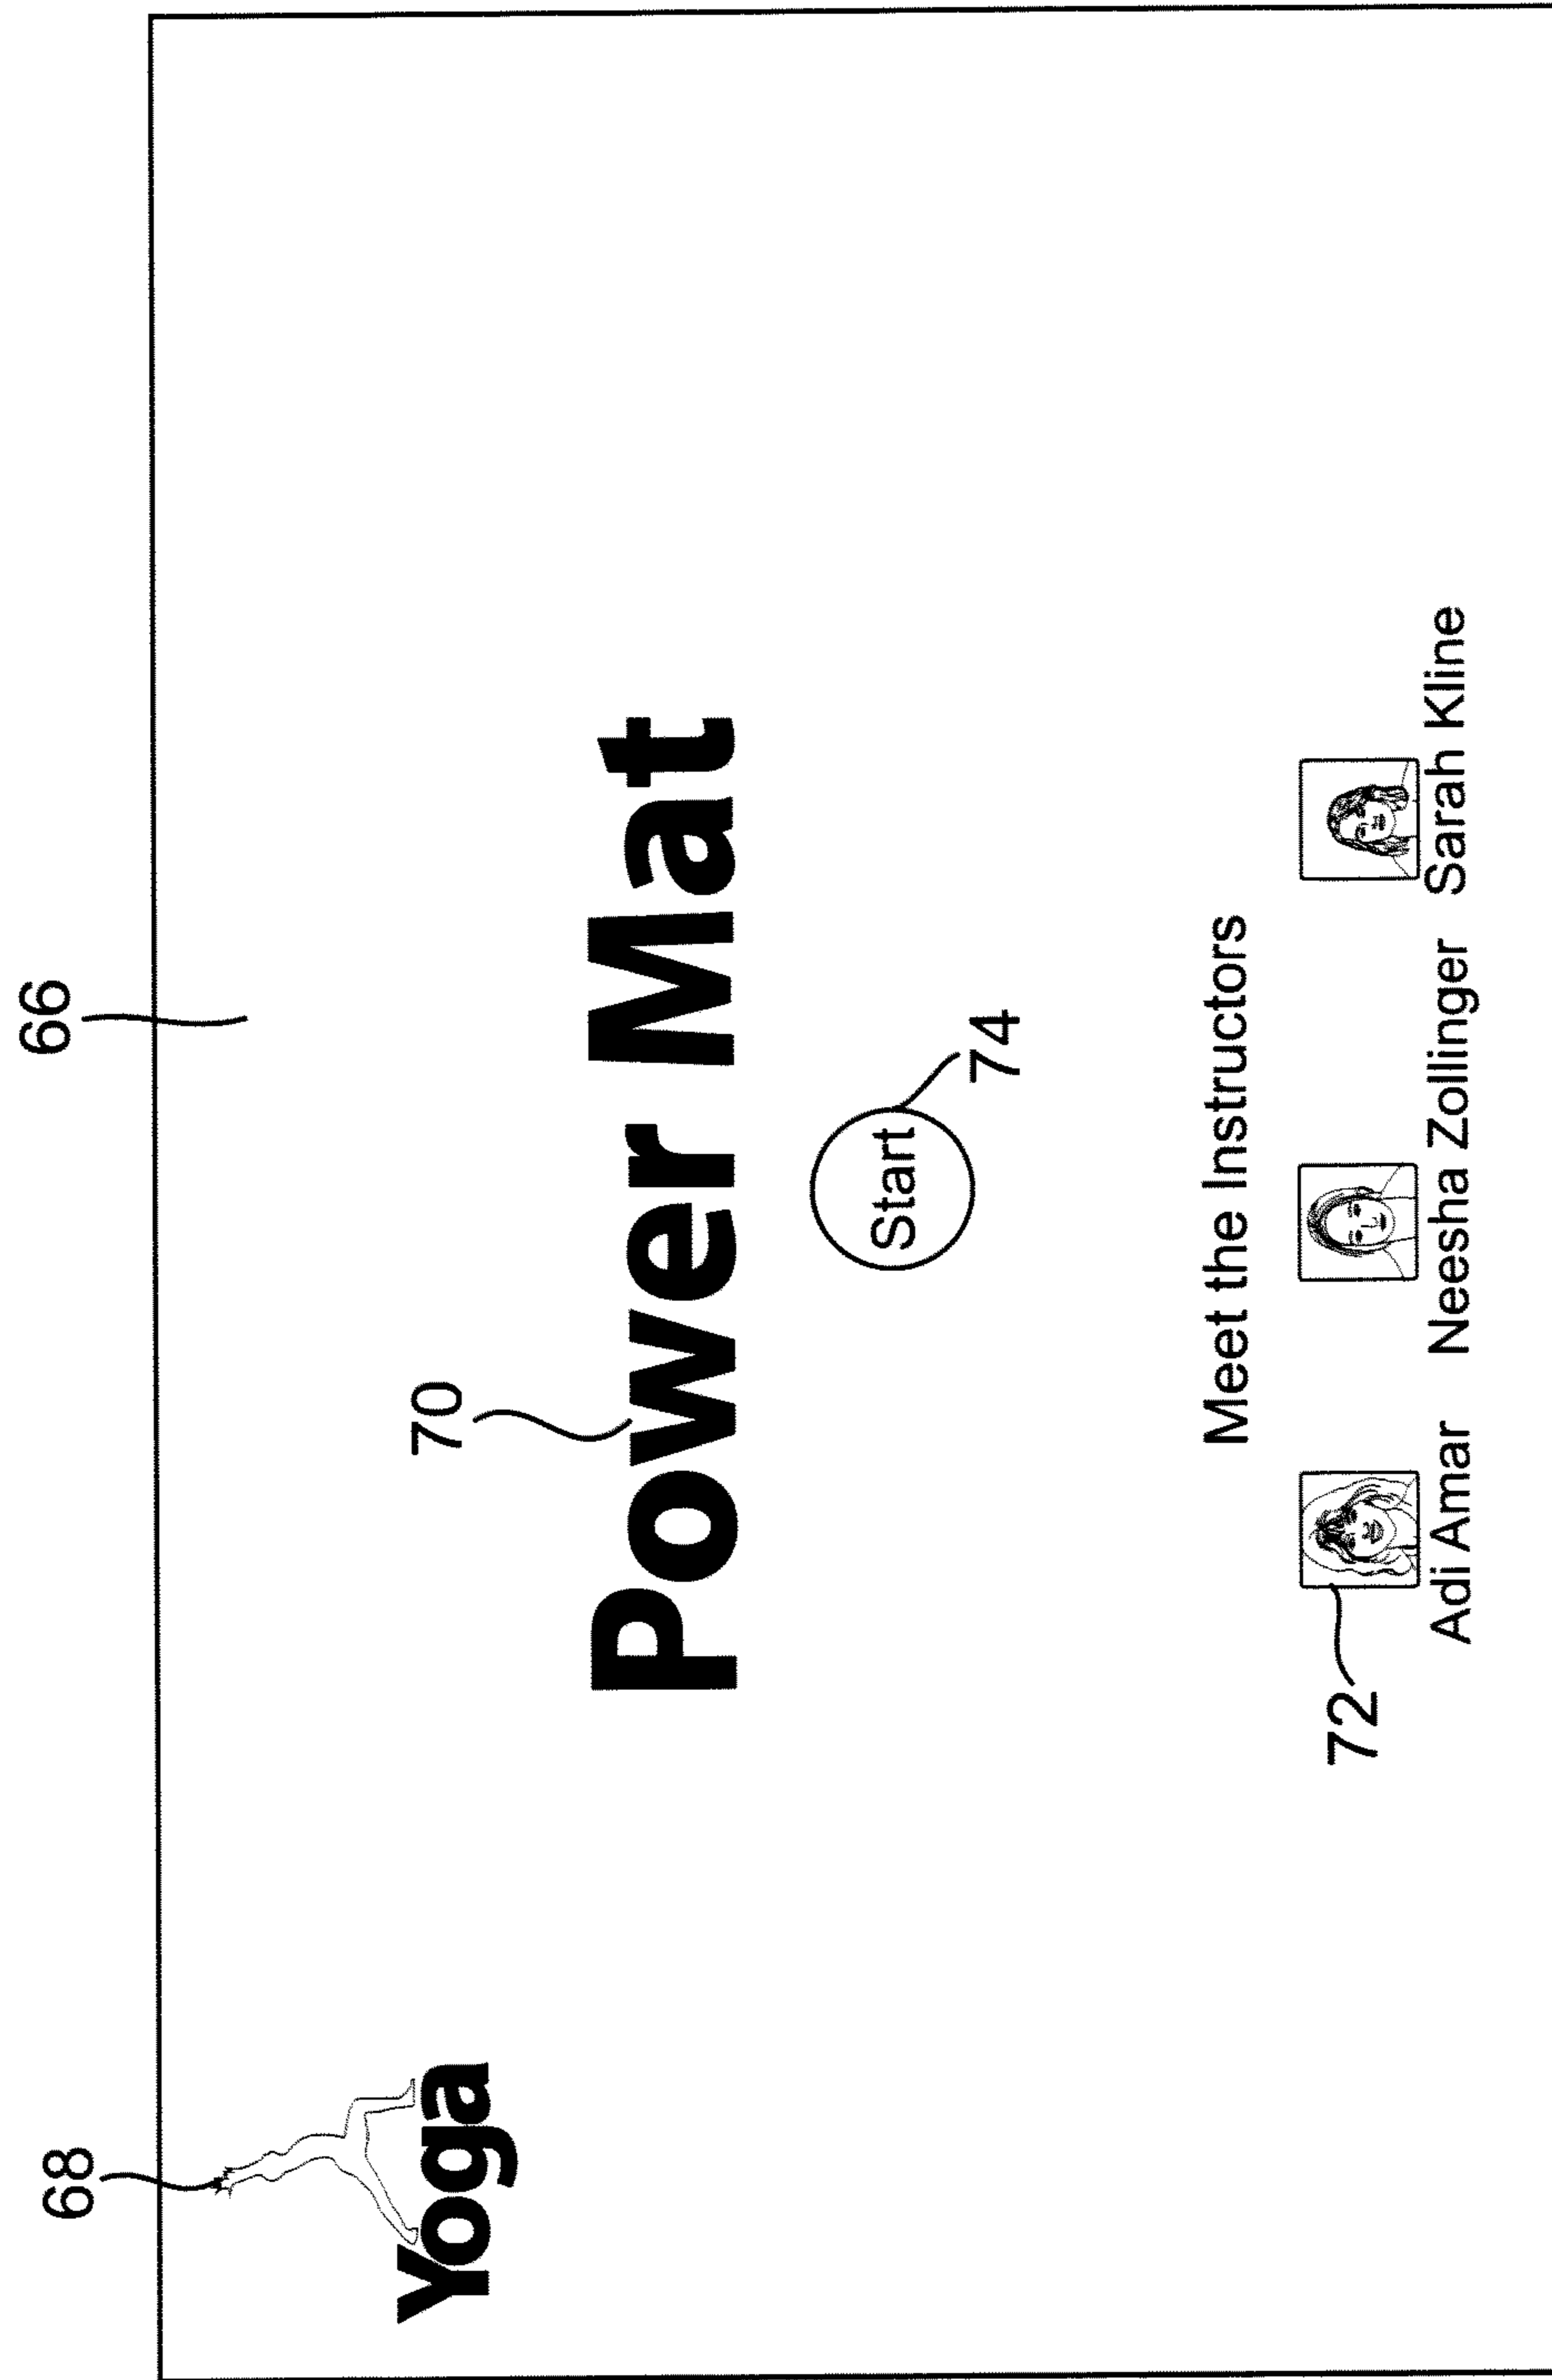 66
68
Yoga
70
Power Mat
Start
74
Meet the Instructors
72
Adi Amar Neesha Zollinger Sarah Kline